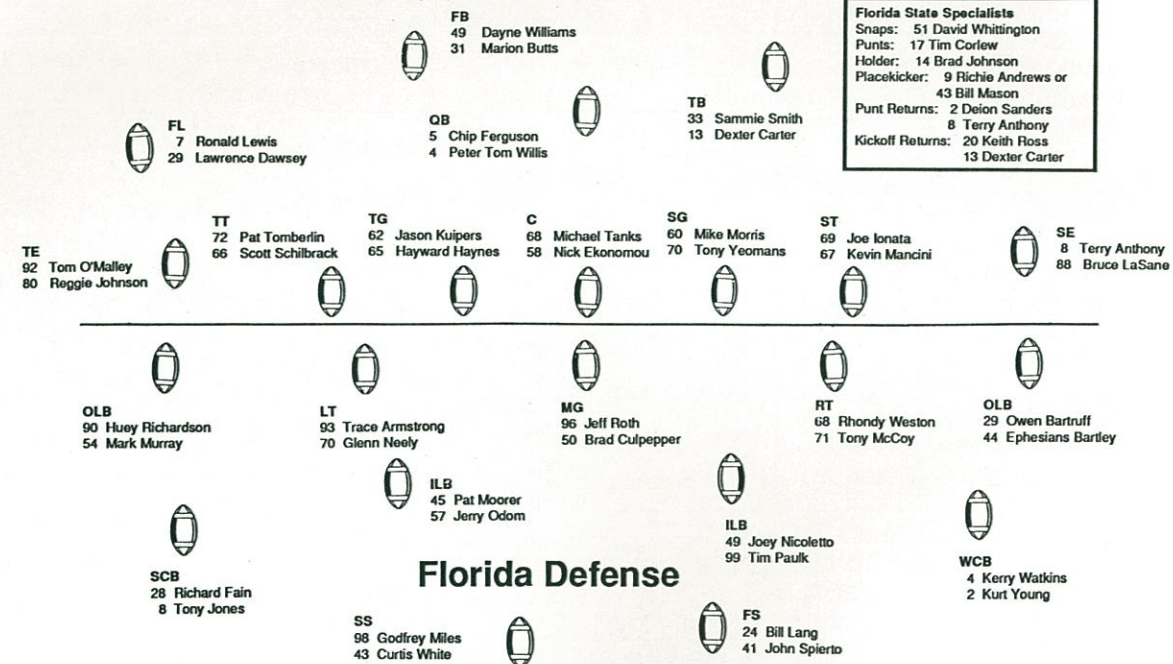 FB
49 Dayne Williams
31 Marion Butts
Florida State Specialists
Snaps: 51 David Whittington
Punts: 17 Tim Corlew
Holder: 14 Brad Johnson
Placekicker: 9 Richie Andrews or
43 Bill Mason
Punt Returns: 2 Deion Sanders
8 Terry Anthony
Kickoff Returns: 20 Keith Ross
13 Dexter Carter
FL
7 Ronald Lewis
29 Lawrence Dawsey
QB
5 Chip Ferguson
4 Peter Tom Willis
TB
33 Sammie Smith
13 Dexter Carter
TE
92 Tom O'Malley
80 Reggie Johnson
TT
72 Pat Tomberlin
66 Scott Schilbrack
TG
62 Jason Kuipers
65 Hayward Haynes
C
68 Michael Tanks
58 Nick Ekonomou
SG
60 Mike Morris
70 Tony Yeomans
ST
69 Joe Ionata
67 Kevin Mancini
SE
8 Terry Anthony
88 Bruce LaSane
OLB
90 Huey Richardson
54 Mark Murray
LT
93 Trace Armstrong
70 Glenn Neely
MG
96 Jeff Roth
50 Brad Culpepper
RT
68 Rhondy Weston
71 Tony McCoy
OLB
29 Owen Bartruff
44 Ephesians Bartley
ILB
45 Pat Moorer
57 Jerry Odom
ILB
49 Joey Nicoletto
99 Tim Paulk
SCB
28 Richard Fain
8 Tony Jones
Florida Defense
WCB
4 Kerry Watkins
2 Kurt Young
SS
98 Godfrey Miles
43 Curtis White
FS
24 Bill Lang
41 John Spierto